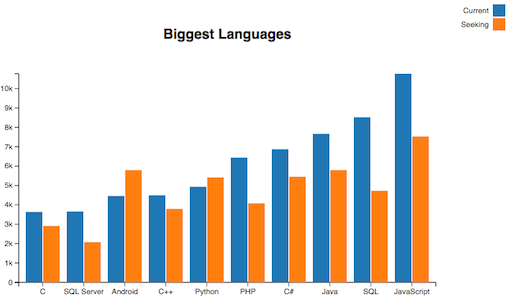 Current
Seeking
Biggest Languages
10k
9k
8k
7k
6k
5k
4k
3k
2k
1k
0
C SQL Server Android C++ Python PHP C# Java SQL JavaScript